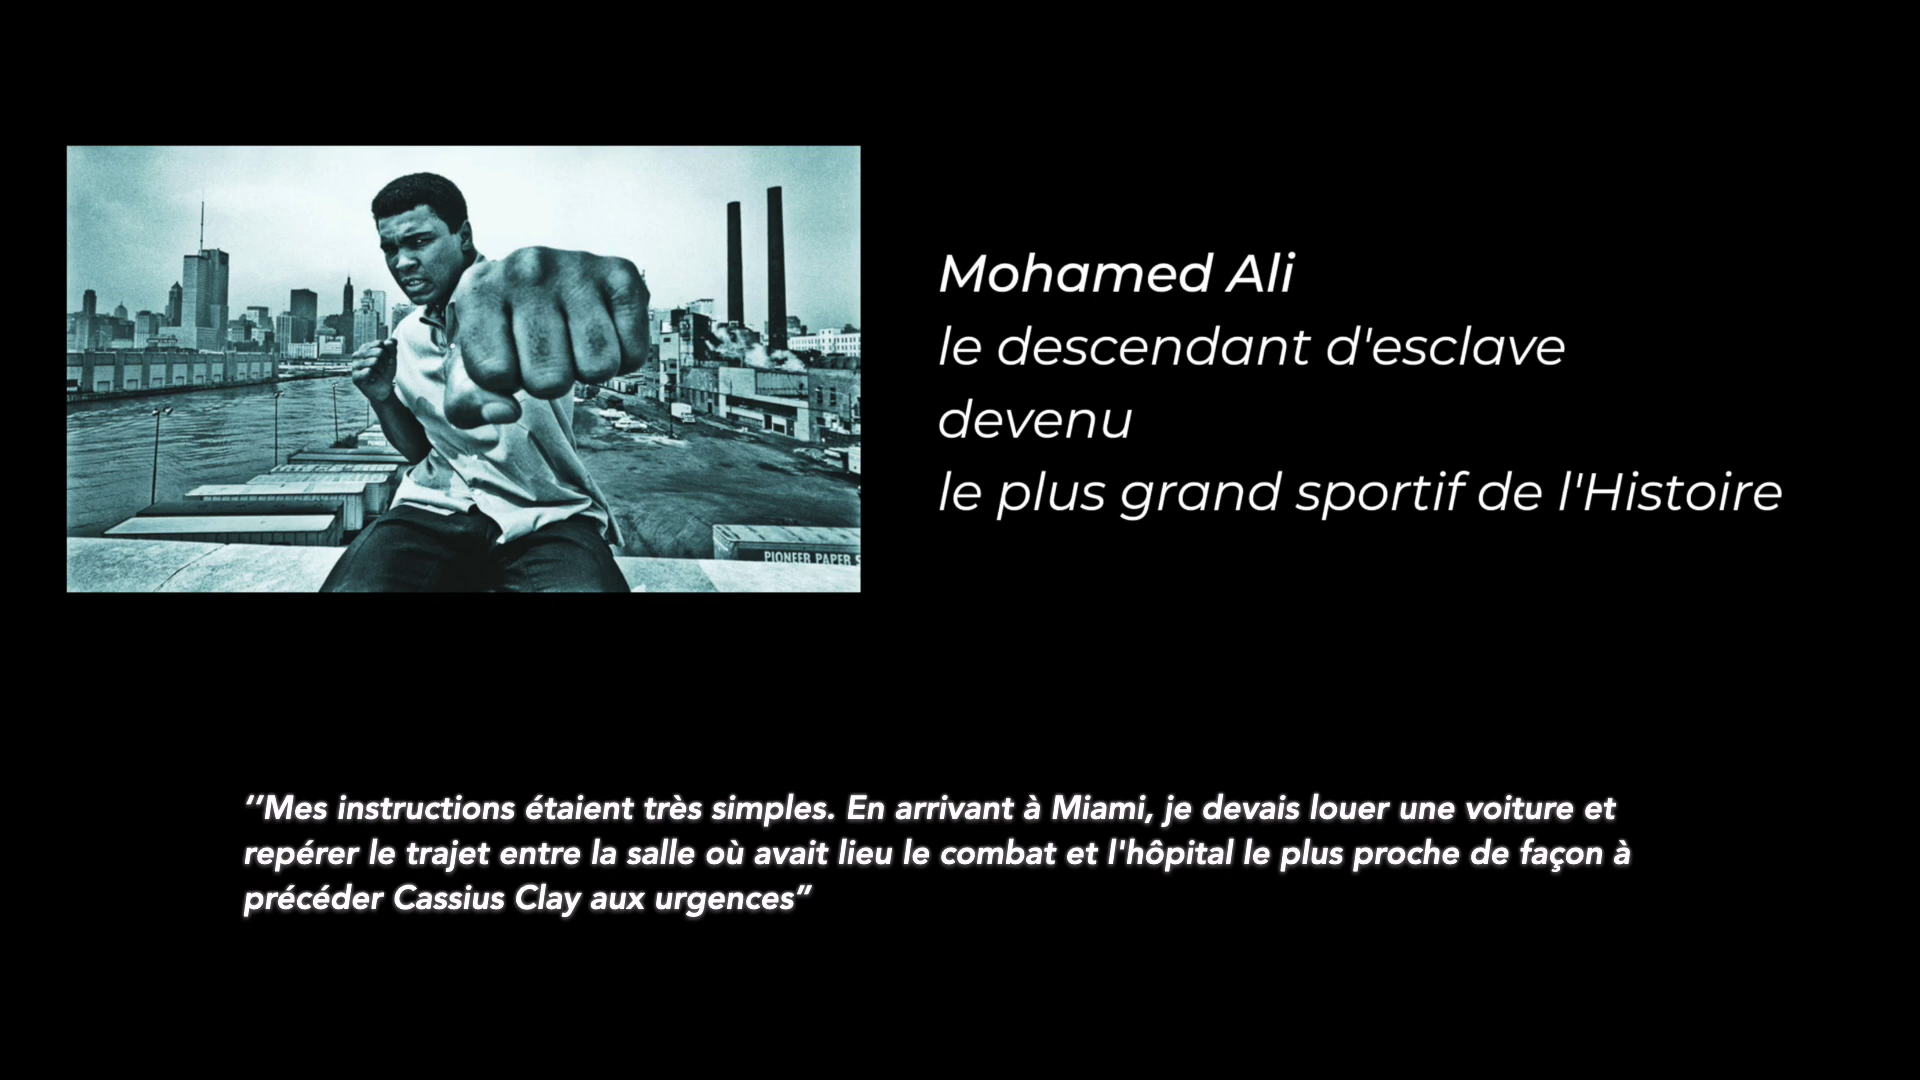 Mohamed Ali
le descendant d'esclave
devenu
le plus grand sportif de l'Histoire
PIONEER PAPER S
‘’Mes instructions étaient très simples. En arrivant à Miami, je devais louer une voiture et
repérer le trajet entre la salle où avait lieu le combat et l'hôpital le plus proche de façon à
précéder Cassius Clay aux urgences”